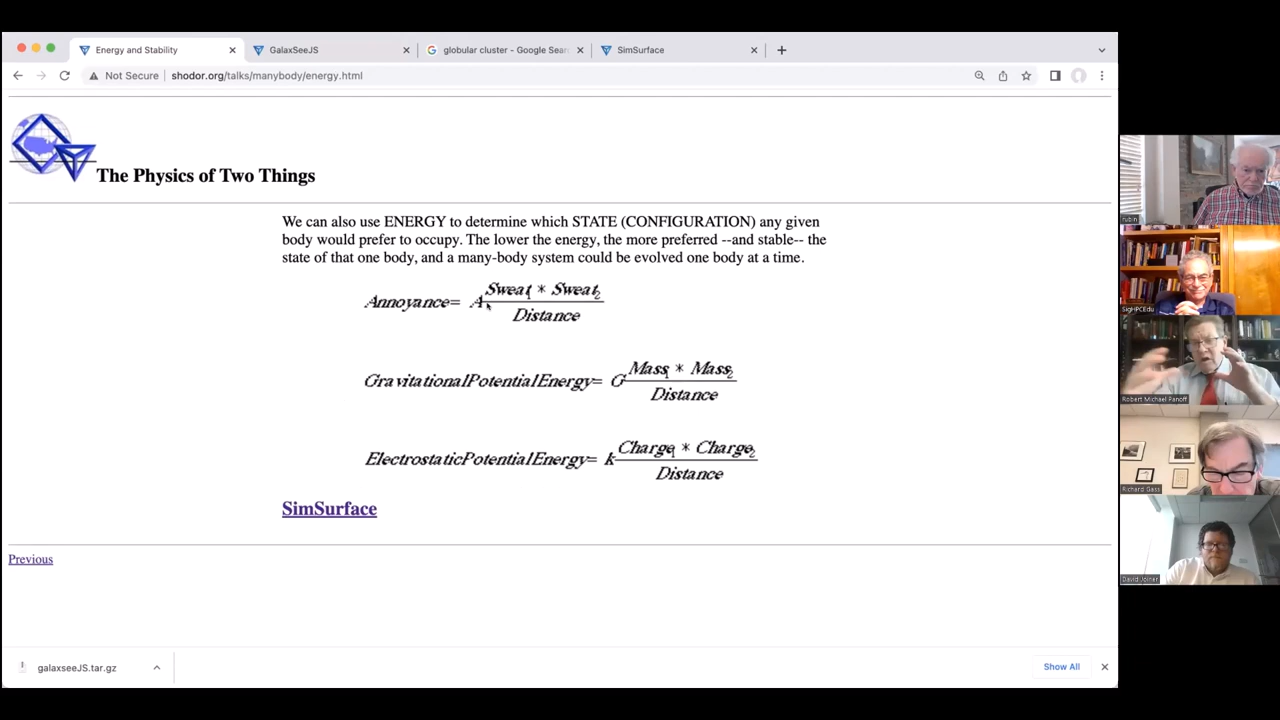 Energy and Stability
GalaxSeeJS
globular cluster - Google Sear
SimSurface
Not Secure
shodor.org/talks/manybody/energy.html
The Physics of Two Things
We can also use ENERGY to determine which STATE (CONFIGURATION) any given
body would prefer to occupy. The lower the energy, the more preferred --and stable-- the
state of that one body, and a many-body system could be evolved one body at a time.
Annoyance= A Sweat1 * Sweat2
Distance
GravitationalPotentialEnergy= G Mass1 * Mass2
Distance
ElectrostaticPotentialEnergy= k Charge1 * Charge2
Distance
SimSurface
Previous
galaxseeJS.tar.gz
Show All
rubin
SigHPCEdu
Robert Michael Panoff
Richard Gass
David Joiner